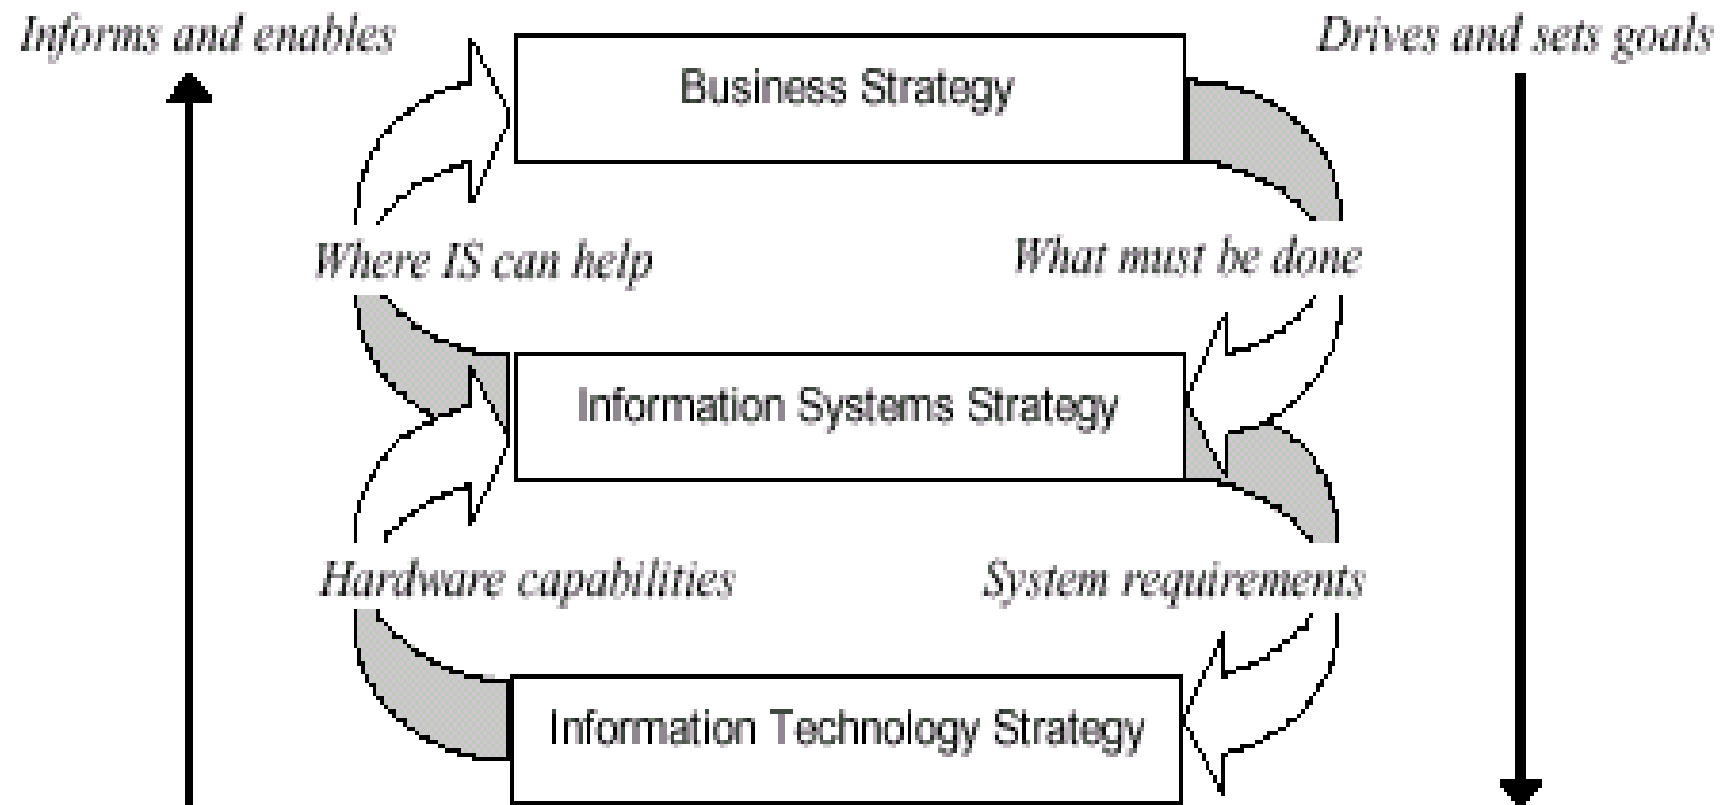 Informs and enables
Drives and sets goals
Business Strategy
Where IS can help
What must be done
Information Systems Strategy
Hardware capabilities
System requirements
Information Technology Strategy